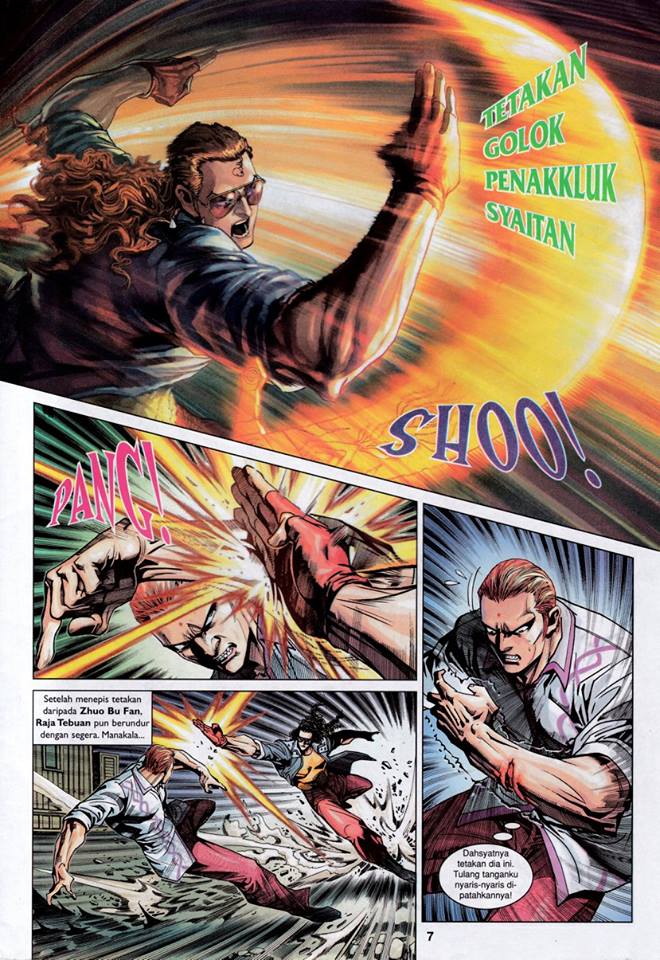 TETAKAN
GOLOK
PENAKKLUK
SYAITAN
SHOO!
PANG!
Setelah menepis tetakan
daripada Zhuo Bu Fan,
Raja Tebuan pun berundur
dengan segera. Manakala...
Dahsyatnya
tetakan dia ini.
Tulang tanganku
nyaris-nyaris di-
patahkannya!
7